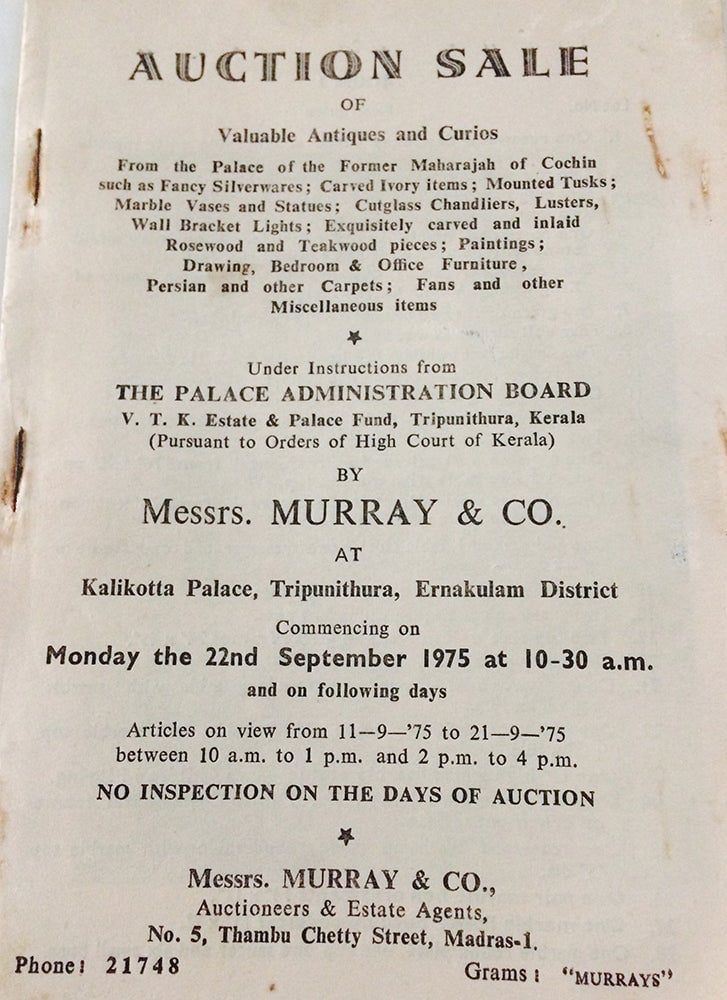 AUCTION SALE
OF
Valuable Antiques and Curios
From the Palace of the Former Maharajah of Cochin
such as Fancy Silverwares; Carved Ivory items; Mounted Tusks;
Marble Vases and Statues; Cutglass Chandliers, Lusters,
Wall Bracket Lights; Exquisitely carved and inlaid
Rosewood and Teakwood pieces; Paintings;
Drawing, Bedroom & Office Furniture,
Persian and other Carpets; Fans and other
Miscellaneous items
Under Instructions from
THE PALACE ADMINISTRATION BOARD
V. T. K. Estate & Palace Fund, Tripunithura, Kerala
(Pursuant to Orders of High Court of Kerala)
BY
Messrs. MURRAY & CO.
AT
Kalikotta Palace, Tripunithura, Ernakulam District
Commencing on
Monday the 22nd September 1975 at 10-30 a.m.
and on following days
Articles on view from 11—9—'75 to 21—9—'75
between 10 a.m. to 1 p.m. and 2 p.m. to 4 p.m.
NO INSPECTION ON THE DAYS OF AUCTION
Messrs. MURRAY & CO.,
Auctioneers & Estate Agents,
No. 5, Thambu Chetty Street, Madras-1.
Phone: 21748 Grams: "MURRAYS"